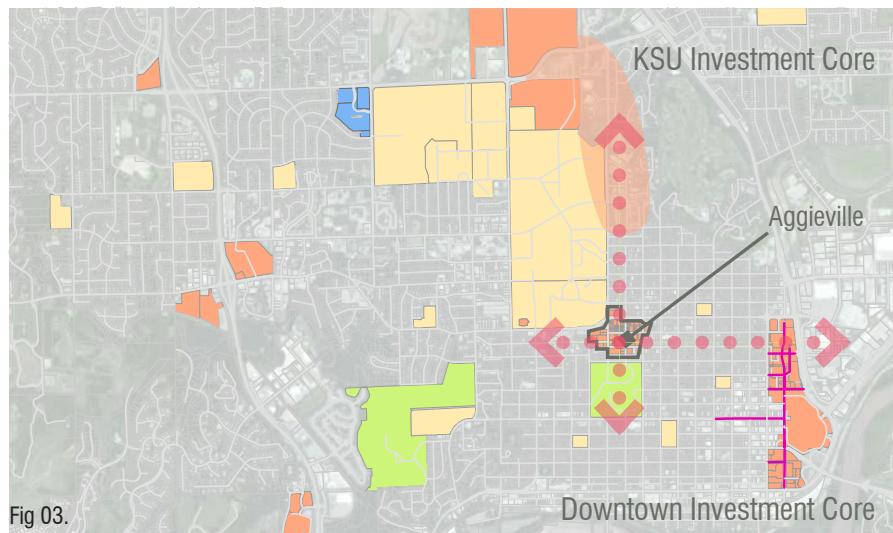 KSU Investment Core
Aggieville
Fig 03.
Downtown Investment Core